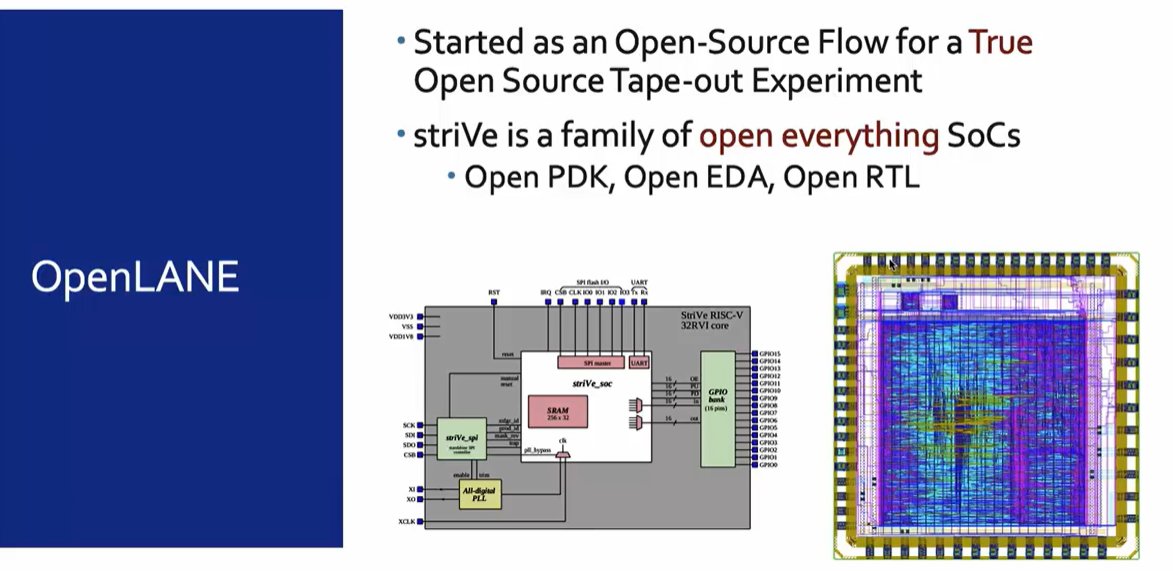 OpenLANE
• Started as an Open-Source Flow for a True
Open Source Tape-out Experiment
• striVe is a family of open everything SoCs
• Open PDK, Open EDA, Open RTL
SPI flash I/O
UART
RST
IRQ CSB CLK IO0 IO1 IO2 IO3 Tx Rx
StriVe RISC-V
32RVI core
VDD3V3
VSS
VDD1V8
reset
SPI master
UART
manual
reset
striVe_soc
16
OE
16
PU
16
PD
16
in
16
out
SRAM
256 x 32
GPIO
bank
(16 pins)
GPIO15
GPIO14
GPIO13
GPIO12
GPIO11
GPIO10
GPIO9
GPIO8
GPIO7
GPIO6
GPIO5
GPIO4
GPIO3
GPIO2
GPIO1
GPIO0
SCK
SDI
SDO
CSB
striVe_spi
mfgr_id
prod_id
mask_rev
trap
clk
pll_bypass
enable
trim
All-digital
PLL
XI
XO
XCLK